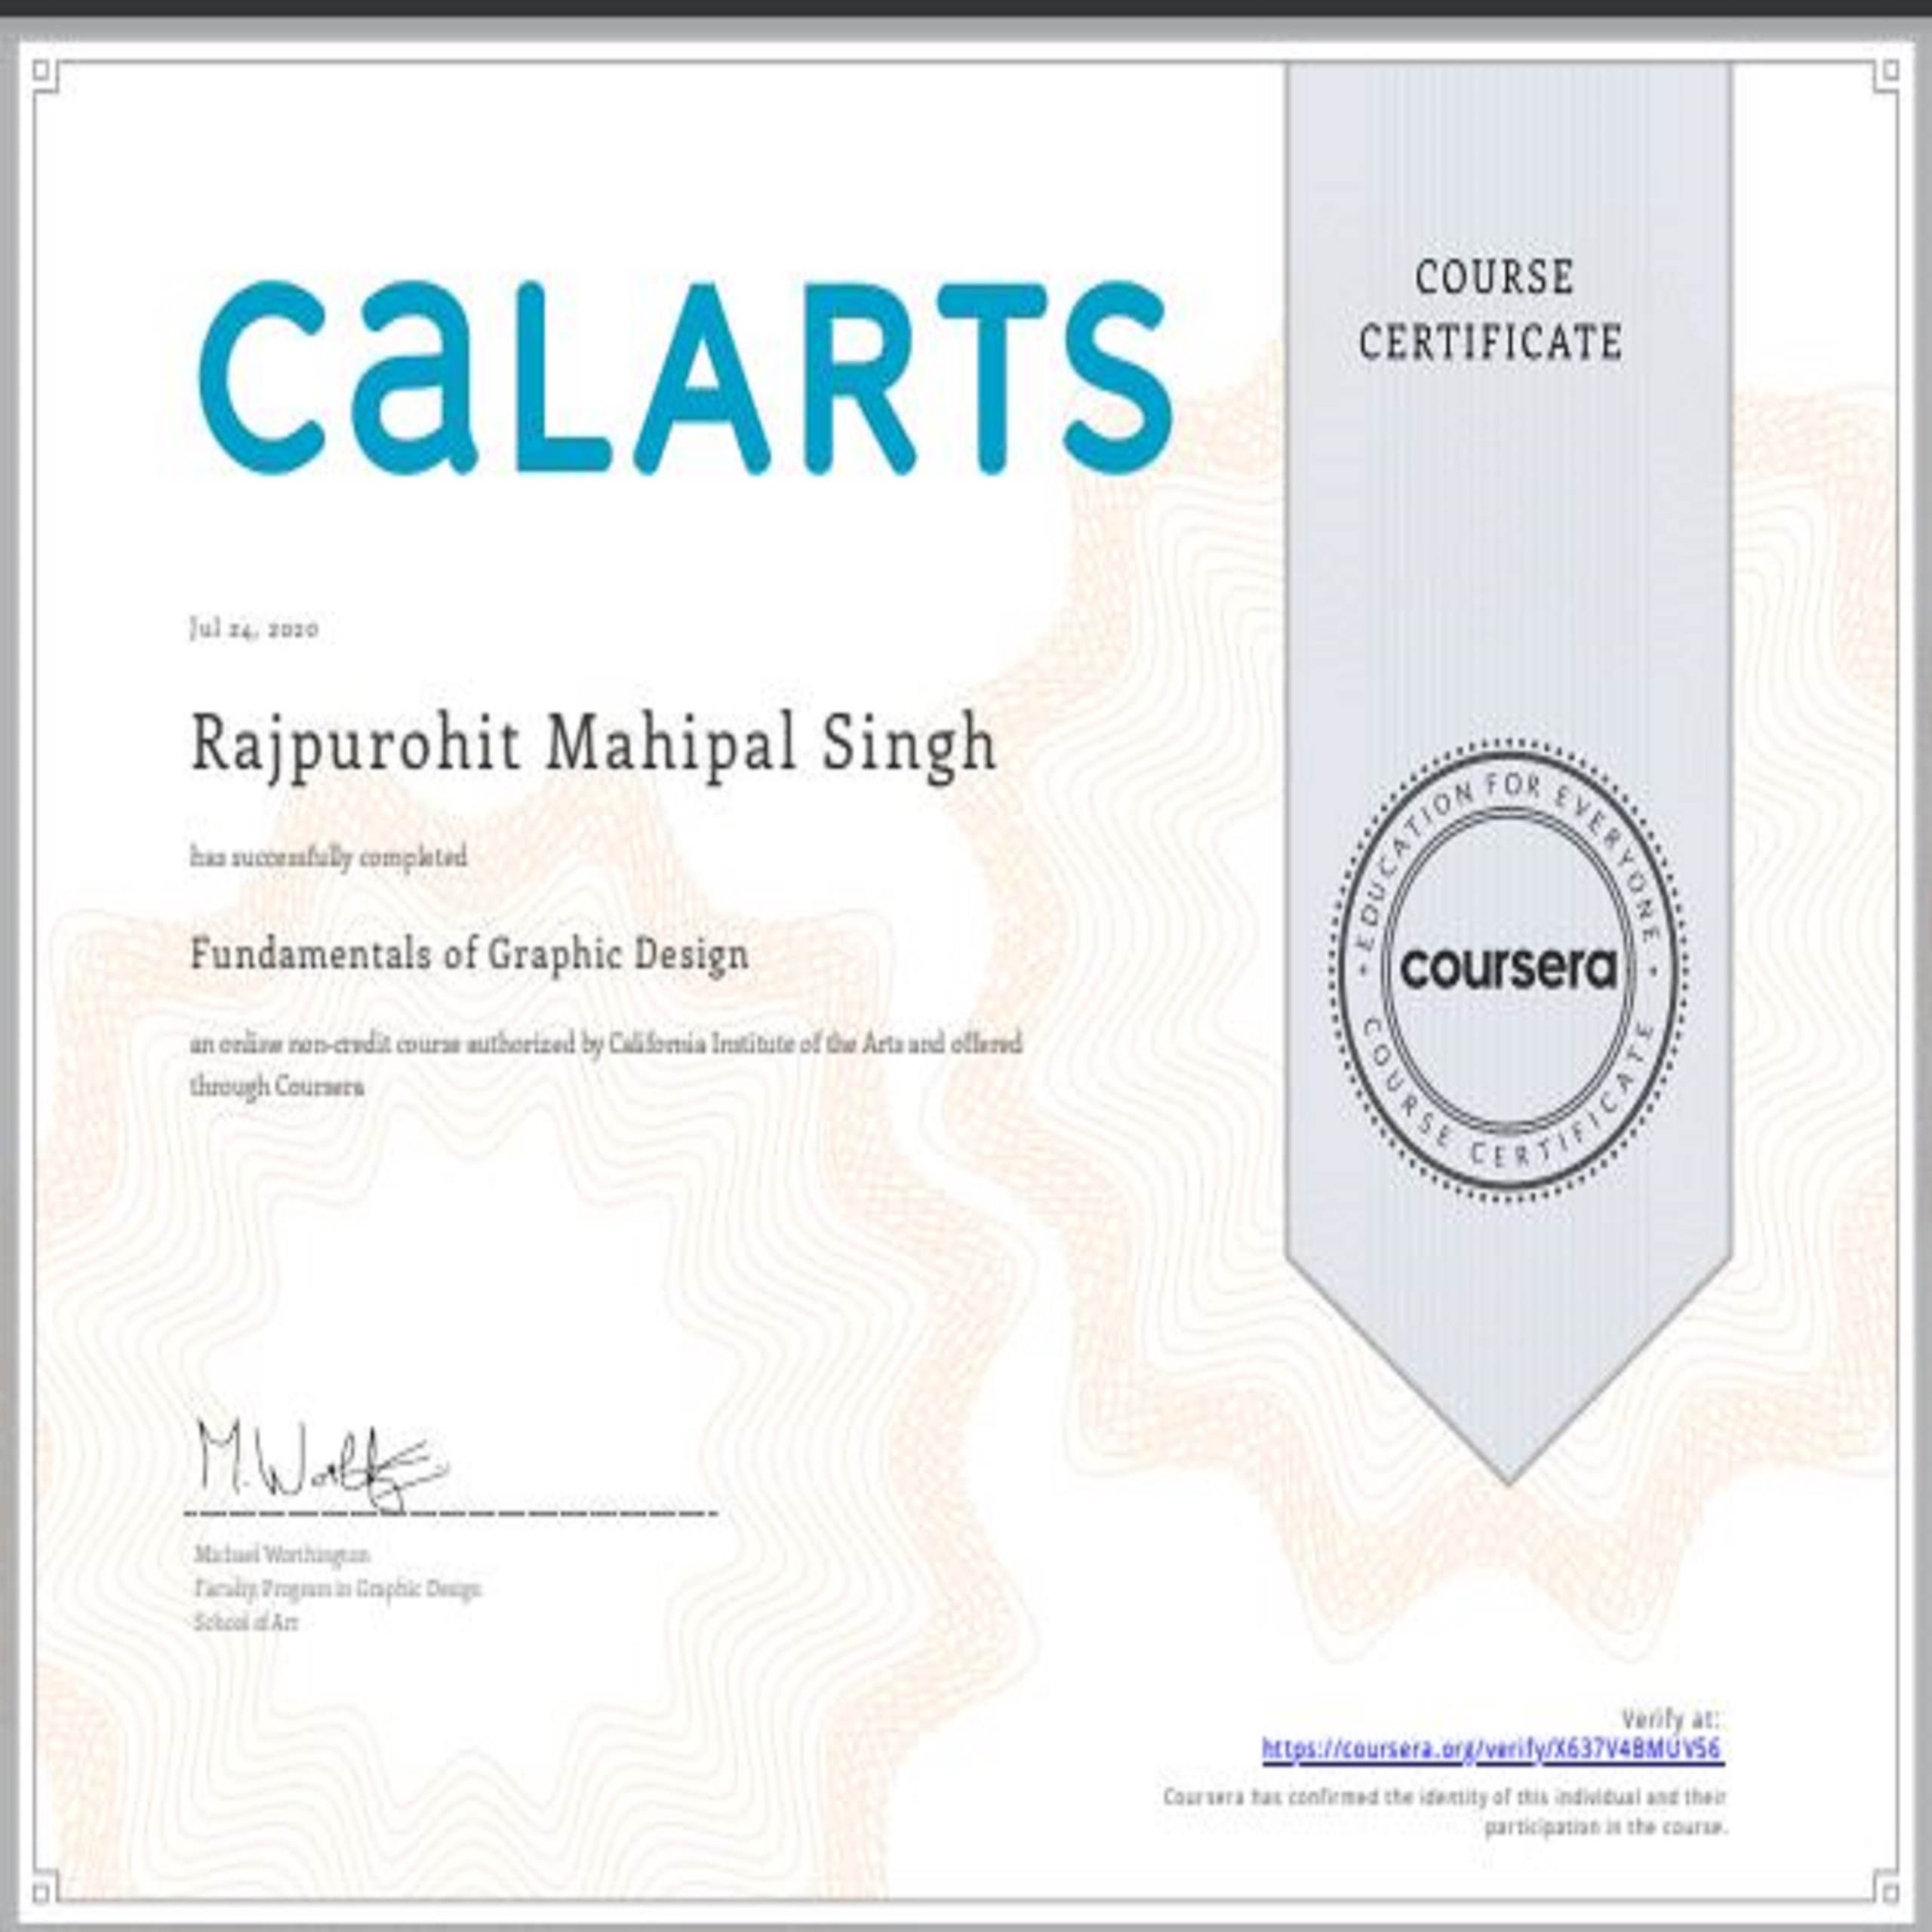 CalARTS
COURSE
CERTIFICATE
Jul 24, 2020
Rajpurohit Mahipal Singh
has successfully completed
Fundamentals of Graphic Design
an online non-credit course authorized by California Institute of the Arts and offered
through Coursera
• EDUCATION FOR EVERYONE •
coursera
COURSE CERTIFICATE
M. Worth
Michael Worthington
Faculty, Program in Graphic Design
School of Art
Verify at:
https://coursera.org/verify/X637V4BMUV56
Coursera has confirmed the identity of this individual and their
participation in the course.